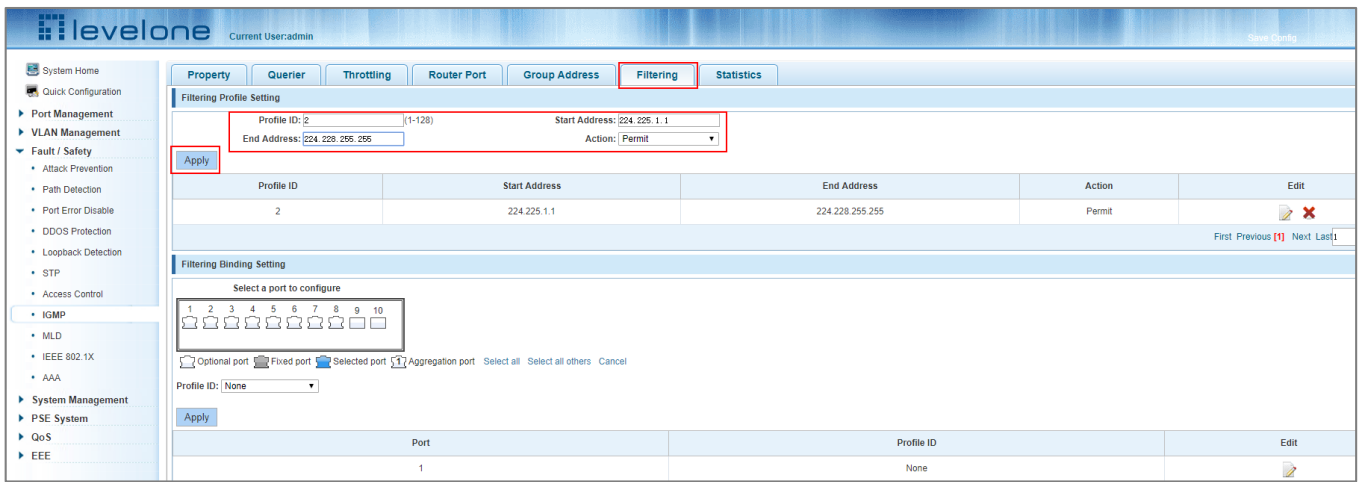 levelone Current User:admin Save Config
System Home
Quick Configuration
Port Management
VLAN Management
Fault / Safety
Attack Prevention
Path Detection
Port Error Disable
DDOS Protection
Loopback Detection
STP
Access Control
IGMP
MLD
IEEE 802.1X
AAA
System Management
PSE System
QoS
EEE
Property Querier Throttling Router Port Group Address Filtering Statistics
Filtering Profile Setting
Profile ID: 2 (1-128) Start Address: 224.225.1.1
End Address: 224.228.255.255 Action: Permit
Apply
Profile ID Start Address End Address Action Edit
2 224.225.1.1 224.228.255.255 Permit
First Previous [1] Next Last 1
Filtering Binding Setting
Select a port to configure
1 2 3 4 5 6 7 8 9 10
Optional port Fixed port Selected port 1 Aggregation port Select all Select all others Cancel
Profile ID: None
Apply
Port Profile ID Edit
1 None